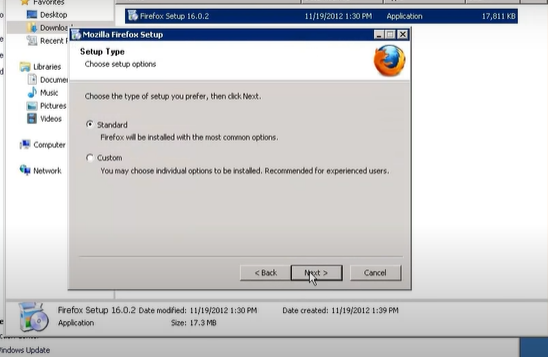 Favorites
Firefox Setup 16.0.2 11/19/2012 1:30 PM Application 17,811 KB
Desktop
Mozilla Firefox Setup
Setup Type
Choose setup options
Libraries
Music
Pictures
Videos
Computer
Network
Choose the type of setup you prefer, then click Next.
Standard
Firefox will be installed with the most common options.
Custom
You may choose individual options to be installed. Recommended for experienced users.
< Back
Next >
Cancel
Firefox Setup 16.0.2 Date modified: 11/19/2012 1:30 PM Date created: 11/19/2012 1:39 PM
Application Size: 17.3 MB
Windows Update